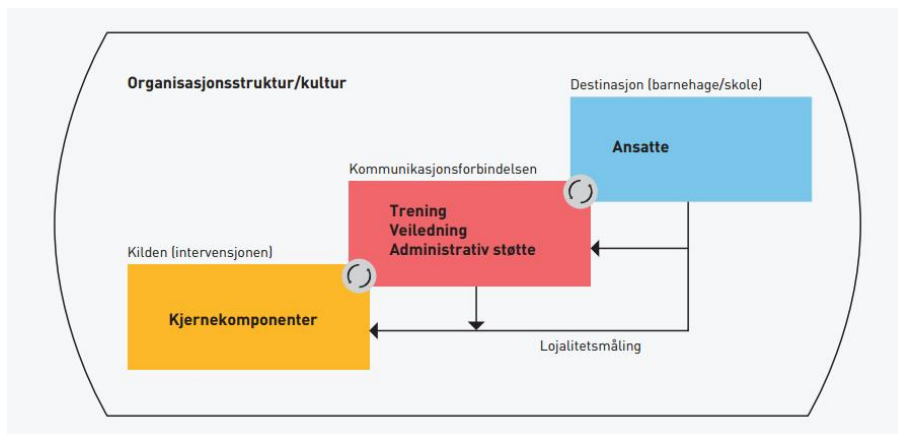 Organisasjonsstruktur/kultur
Destinasjon (barnehage/skole)
Ansatte
Kommunikasjonsforbindelsen
Trening
Veiledning
Administrativ støtte
Kilden (intervensjonen)
Kjernekomponenter
Lojalitetsmåling